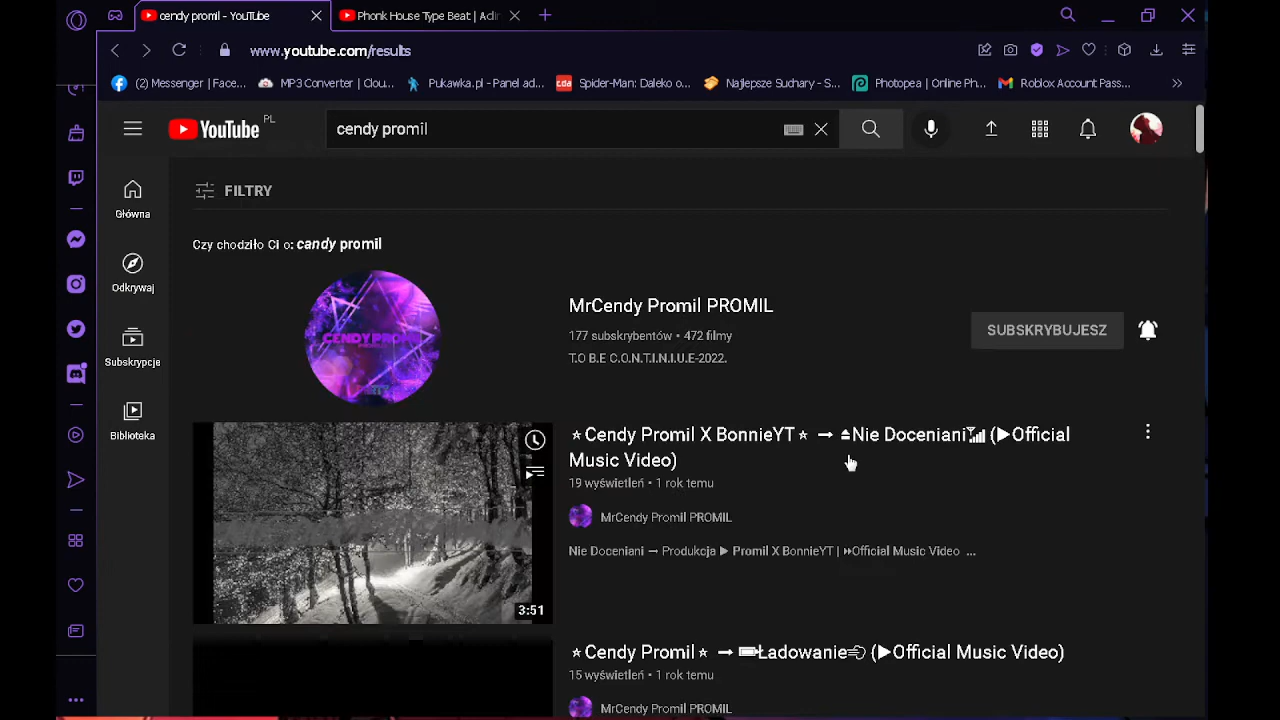 cendy promil - YouTube
Phonk House Type Beat | Adin
www.youtube.com/results
(2) Messenger | Face...
MP3 Converter | Clou...
Pukawka.pl - Panel ad...
cda
Spider-Man: Daleko o...
Najlepsze Suchary - S...
Photopea | Online Ph...
Roblox Account Pass...
YouTube PL
cendy promil
FILTRY
Główna
Czy chodziło Ci o: candy promil
Odkrywaj
CENDY PROMIL
MrCendy Promil PROMIL
177 subskrybentów • 472 filmy
T.O B.E C.O.N.T.I.N.I.U.E-2022.
SUBSKRYBUJESZ
Subskrypcje
Biblioteka
⭑Cendy Promil X BonnieYT⭑ → ⏏Nie Doceniani📶 (▶Official
Music Video)
19 wyświetleń • 1 rok temu
MrCendy Promil PROMIL
Nie Doceniani → Produkcja ▶ Promil X BonnieYT | ⏩Official Music Video ...
3:51
⭑Cendy Promil⭑ → 🔋Ładowanie💨 (▶Official Music Video)
15 wyświetleń • 1 rok temu
MrCendy Promil PROMIL